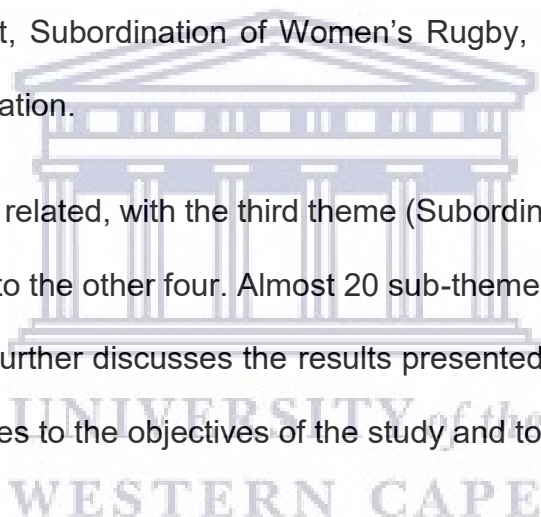 t, Subordination of Women's Rugby,
ation.
related, with the third theme (Subordin
to the other four. Almost 20 sub-theme
urther discusses the results presented
UNIVERSITY of the
es to the objectives of the study and to
WESTERN CAPE